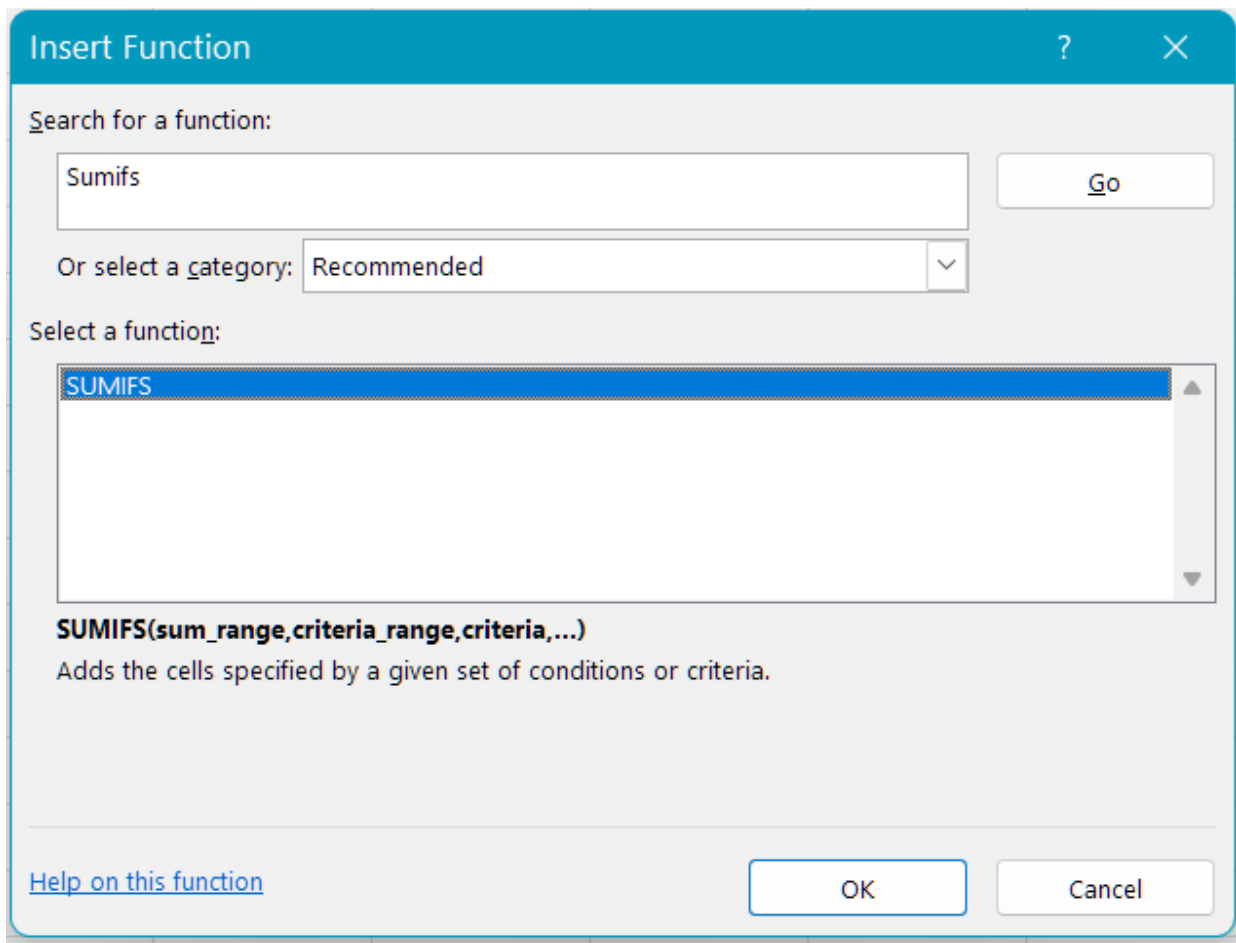 Insert Function ?
Search for a function:
Sumifs
Go
Or select a category: Recommended
Select a function:
SUMIFS
SUMIFS(sum_range,criteria_range,criteria,...)
Adds the cells specified by a given set of conditions or criteria.
Help on this function
OK
Cancel